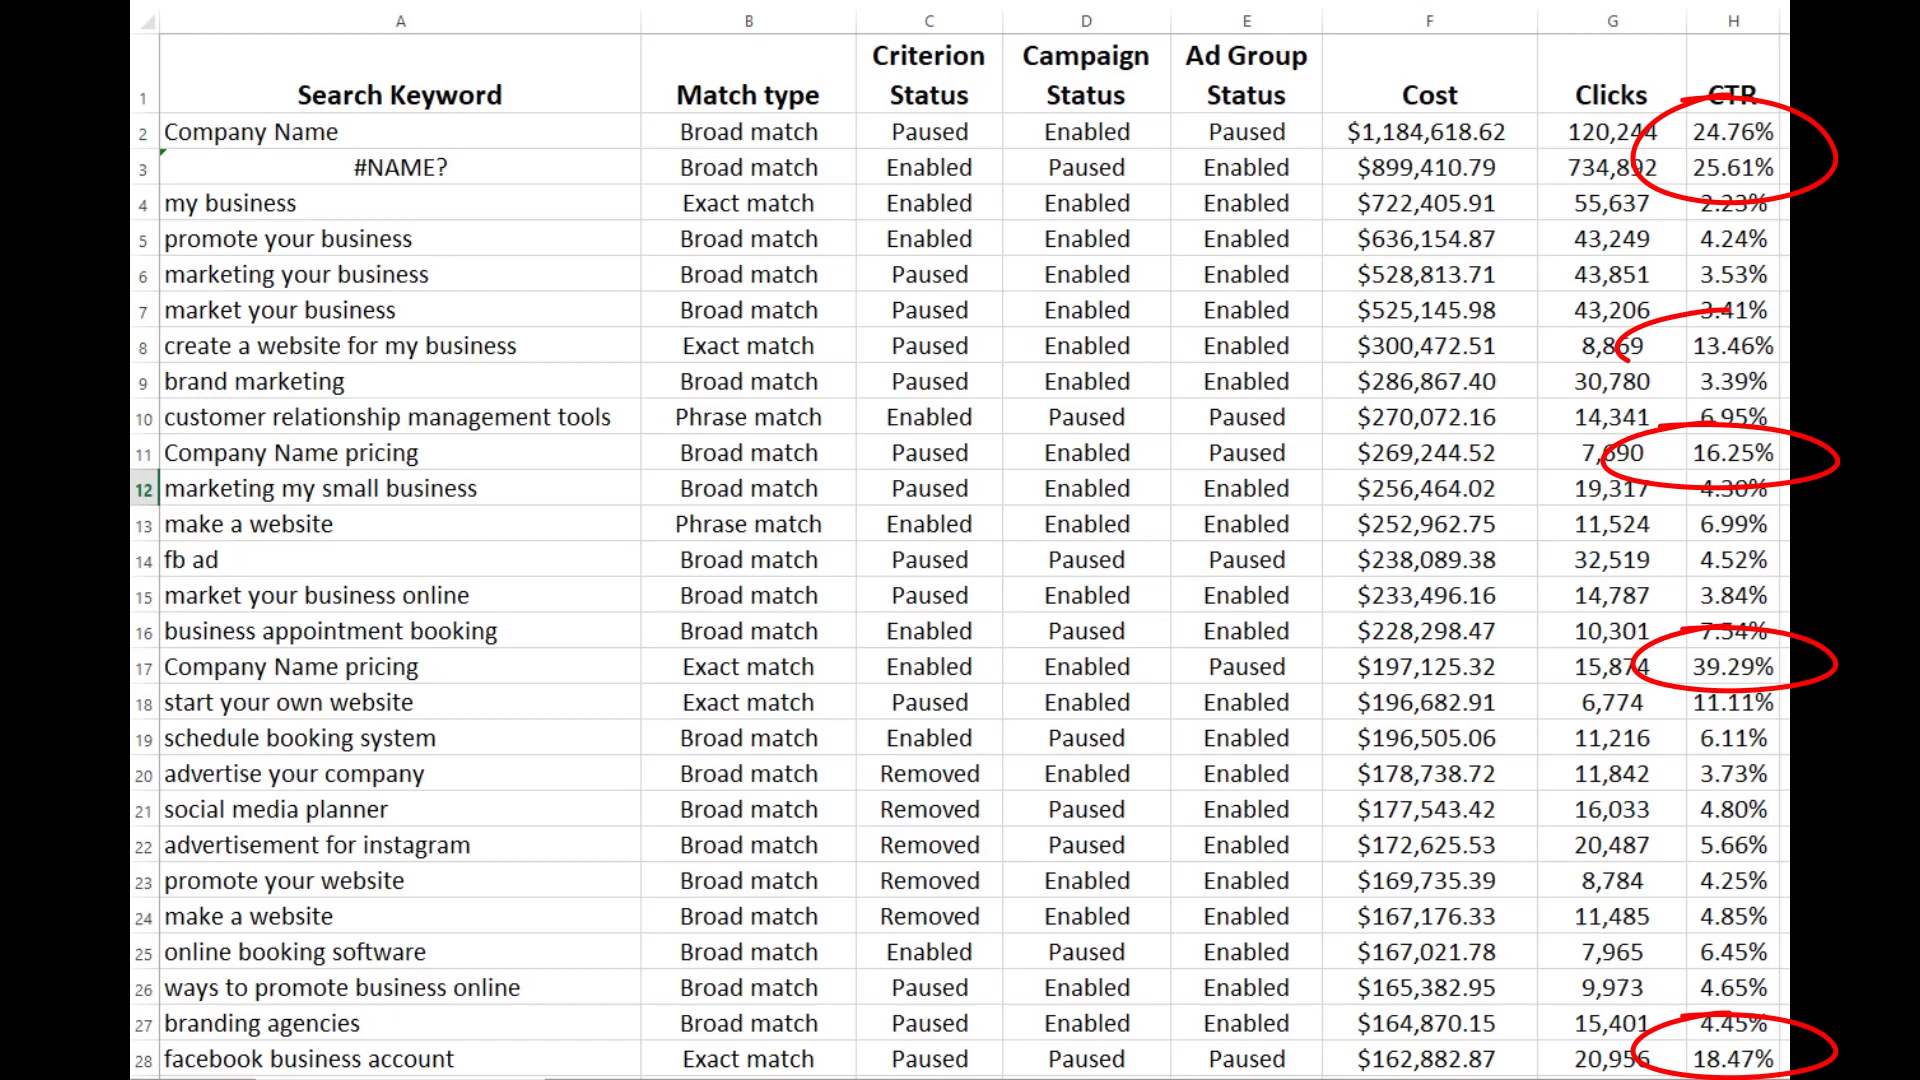 A B C D E F G H
1 Search Keyword Match type Criterion Status Campaign Status Ad Group Status Cost Clicks CTR
2 Company Name Broad match Paused Enabled Paused $1,184,618.62 120,244 24.76%
3 #NAME? Broad match Enabled Paused Enabled $899,410.79 734,892 25.61%
4 my business Exact match Enabled Enabled Enabled $722,405.91 55,637 2.23%
5 promote your business Broad match Enabled Enabled Enabled $636,154.87 43,249 4.24%
6 marketing your business Broad match Paused Enabled Enabled $528,813.71 43,851 3.53%
7 market your business Broad match Paused Enabled Enabled $525,145.98 43,206 3.41%
8 create a website for my business Exact match Paused Enabled Enabled $300,472.51 8,869 13.46%
9 brand marketing Broad match Paused Enabled Enabled $286,867.40 30,780 3.39%
10 customer relationship management tools Phrase match Enabled Paused Paused $270,072.16 14,341 6.95%
11 Company Name pricing Broad match Paused Enabled Paused $269,244.52 7,690 16.25%
12 marketing my small business Broad match Paused Enabled Enabled $256,464.02 19,317 4.30%
13 make a website Phrase match Enabled Enabled Enabled $252,962.75 11,524 6.99%
14 fb ad Broad match Paused Paused Paused $238,089.38 32,519 4.52%
15 market your business online Broad match Paused Enabled Enabled $233,496.16 14,787 3.84%
16 business appointment booking Broad match Enabled Paused Enabled $228,298.47 10,301 7.54%
17 Company Name pricing Exact match Enabled Enabled Paused $197,125.32 15,874 39.29%
18 start your own website Exact match Paused Enabled Enabled $196,682.91 6,774 11.11%
19 schedule booking system Broad match Enabled Paused Enabled $196,505.06 11,216 6.11%
20 advertise your company Broad match Removed Enabled Enabled $178,738.72 11,842 3.73%
21 social media planner Broad match Removed Paused Enabled $177,543.42 16,033 4.80%
22 advertisement for instagram Broad match Removed Paused Enabled $172,625.53 20,487 5.66%
23 promote your website Broad match Removed Enabled Enabled $169,735.39 8,784 4.25%
24 make a website Broad match Removed Enabled Enabled $167,176.33 11,485 4.85%
25 online booking software Broad match Enabled Paused Enabled $167,021.78 7,965 6.45%
26 ways to promote business online Broad match Paused Enabled Enabled $165,382.95 9,973 4.65%
27 branding agencies Broad match Paused Enabled Enabled $164,870.15 15,401 4.45%
28 facebook business account Exact match Paused Paused Paused $162,882.87 20,956 18.47%